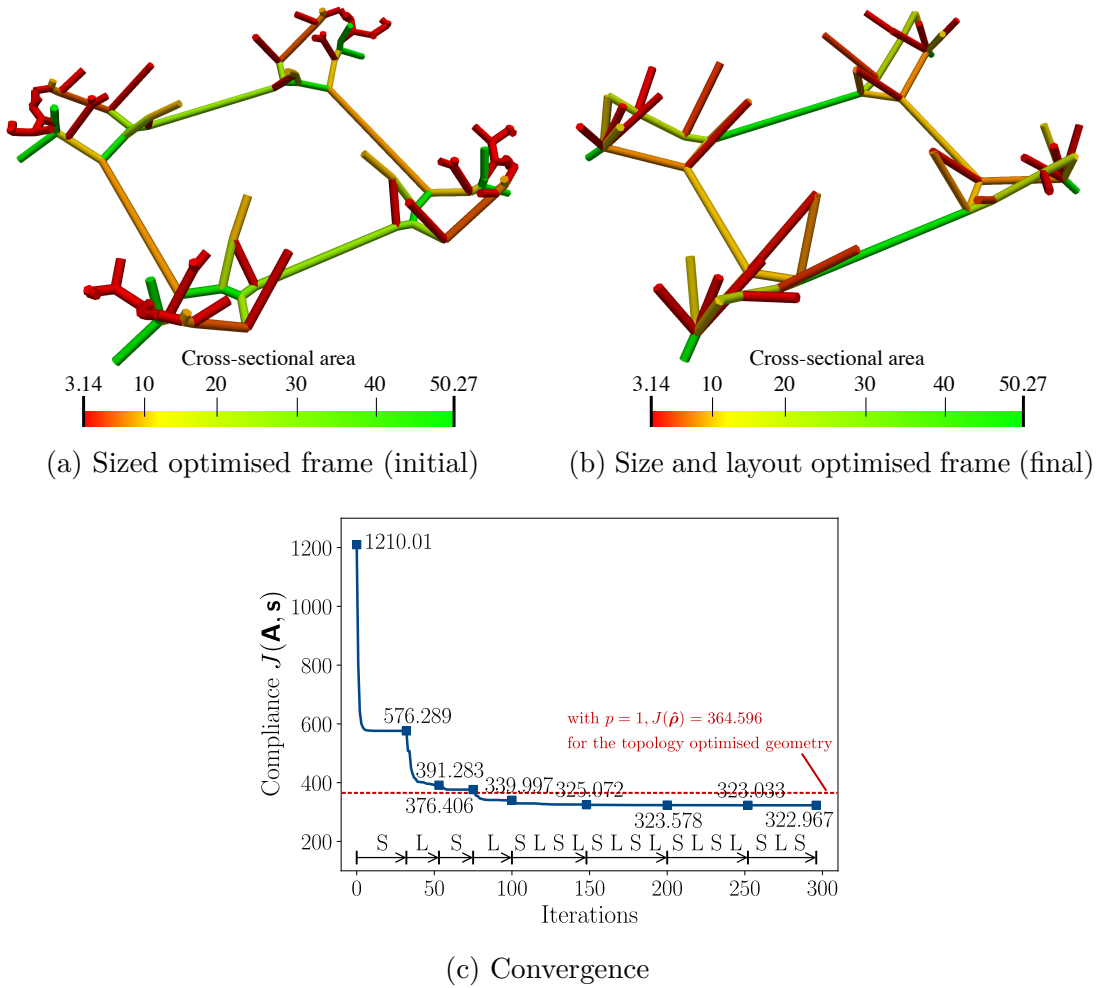 Cross-sectional area
3.14 10 20 30 40 50.27
(a) Sized optimised frame (initial)
Cross-sectional area
3.14 10 20 30 40 50.27
(b) Size and layout optimised frame (final)
Compliance J(A, s)
1200
1000
800
600
400
200
1210.01
576.289
391.283
376.406
339.997
325.072
323.578
323.033
322.967
with p = 1, J(ρ̂) = 364.596
for the topology optimised geometry
S L S L S L S L S L S L S L S L S L S
0 50 100 150 200 250 300
Iterations
(c) Convergence